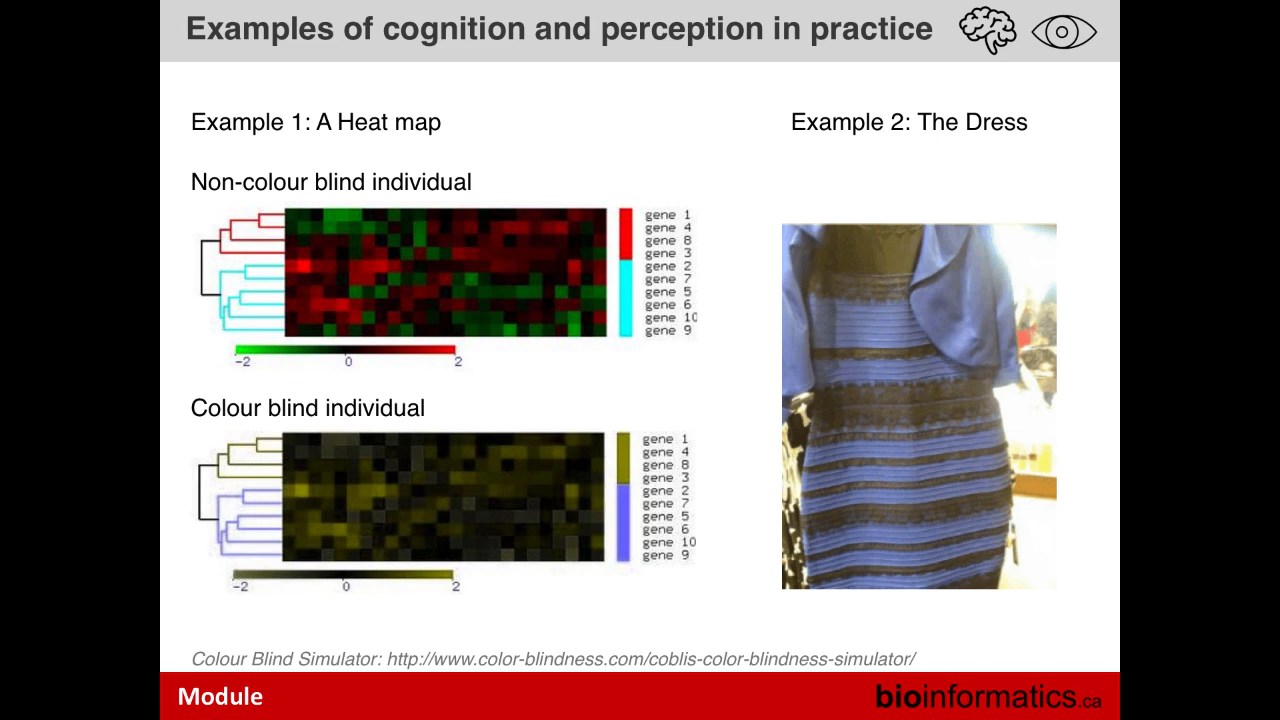 Examples of cognition and perception in practice
Example 1: A Heat map
Example 2: The Dress
Non-colour blind individual
gene 1
gene 4
gene 8
gene 3
gene 2
gene 7
gene 5
gene 6
gene 10
gene 9
-2 0 2
Colour blind individual
gene 1
gene 4
gene 8
gene 3
gene 2
gene 7
gene 5
gene 6
gene 10
gene 9
-2 0 2
Colour Blind Simulator: http://www.color-blindness.com/coblis-color-blindness-simulator/
Module
bioinformatics.ca